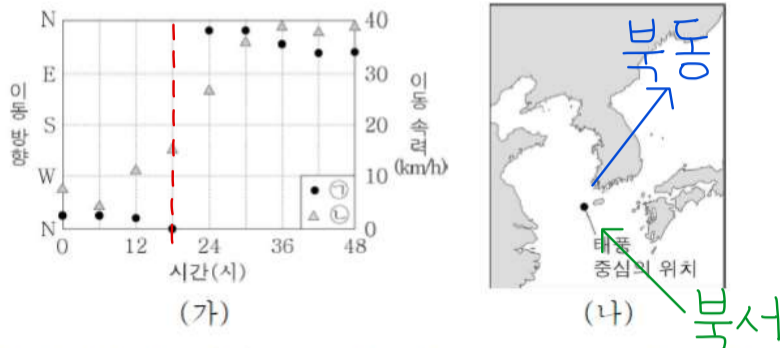 N
E
S
W
N
이동 방향
40
30
20
10
0
이동 속력
(km/h)
㉠
㉡
0
12
24
36
48
시간(시)
(가)
북동
태풍
중심의 위치
(나)
북서